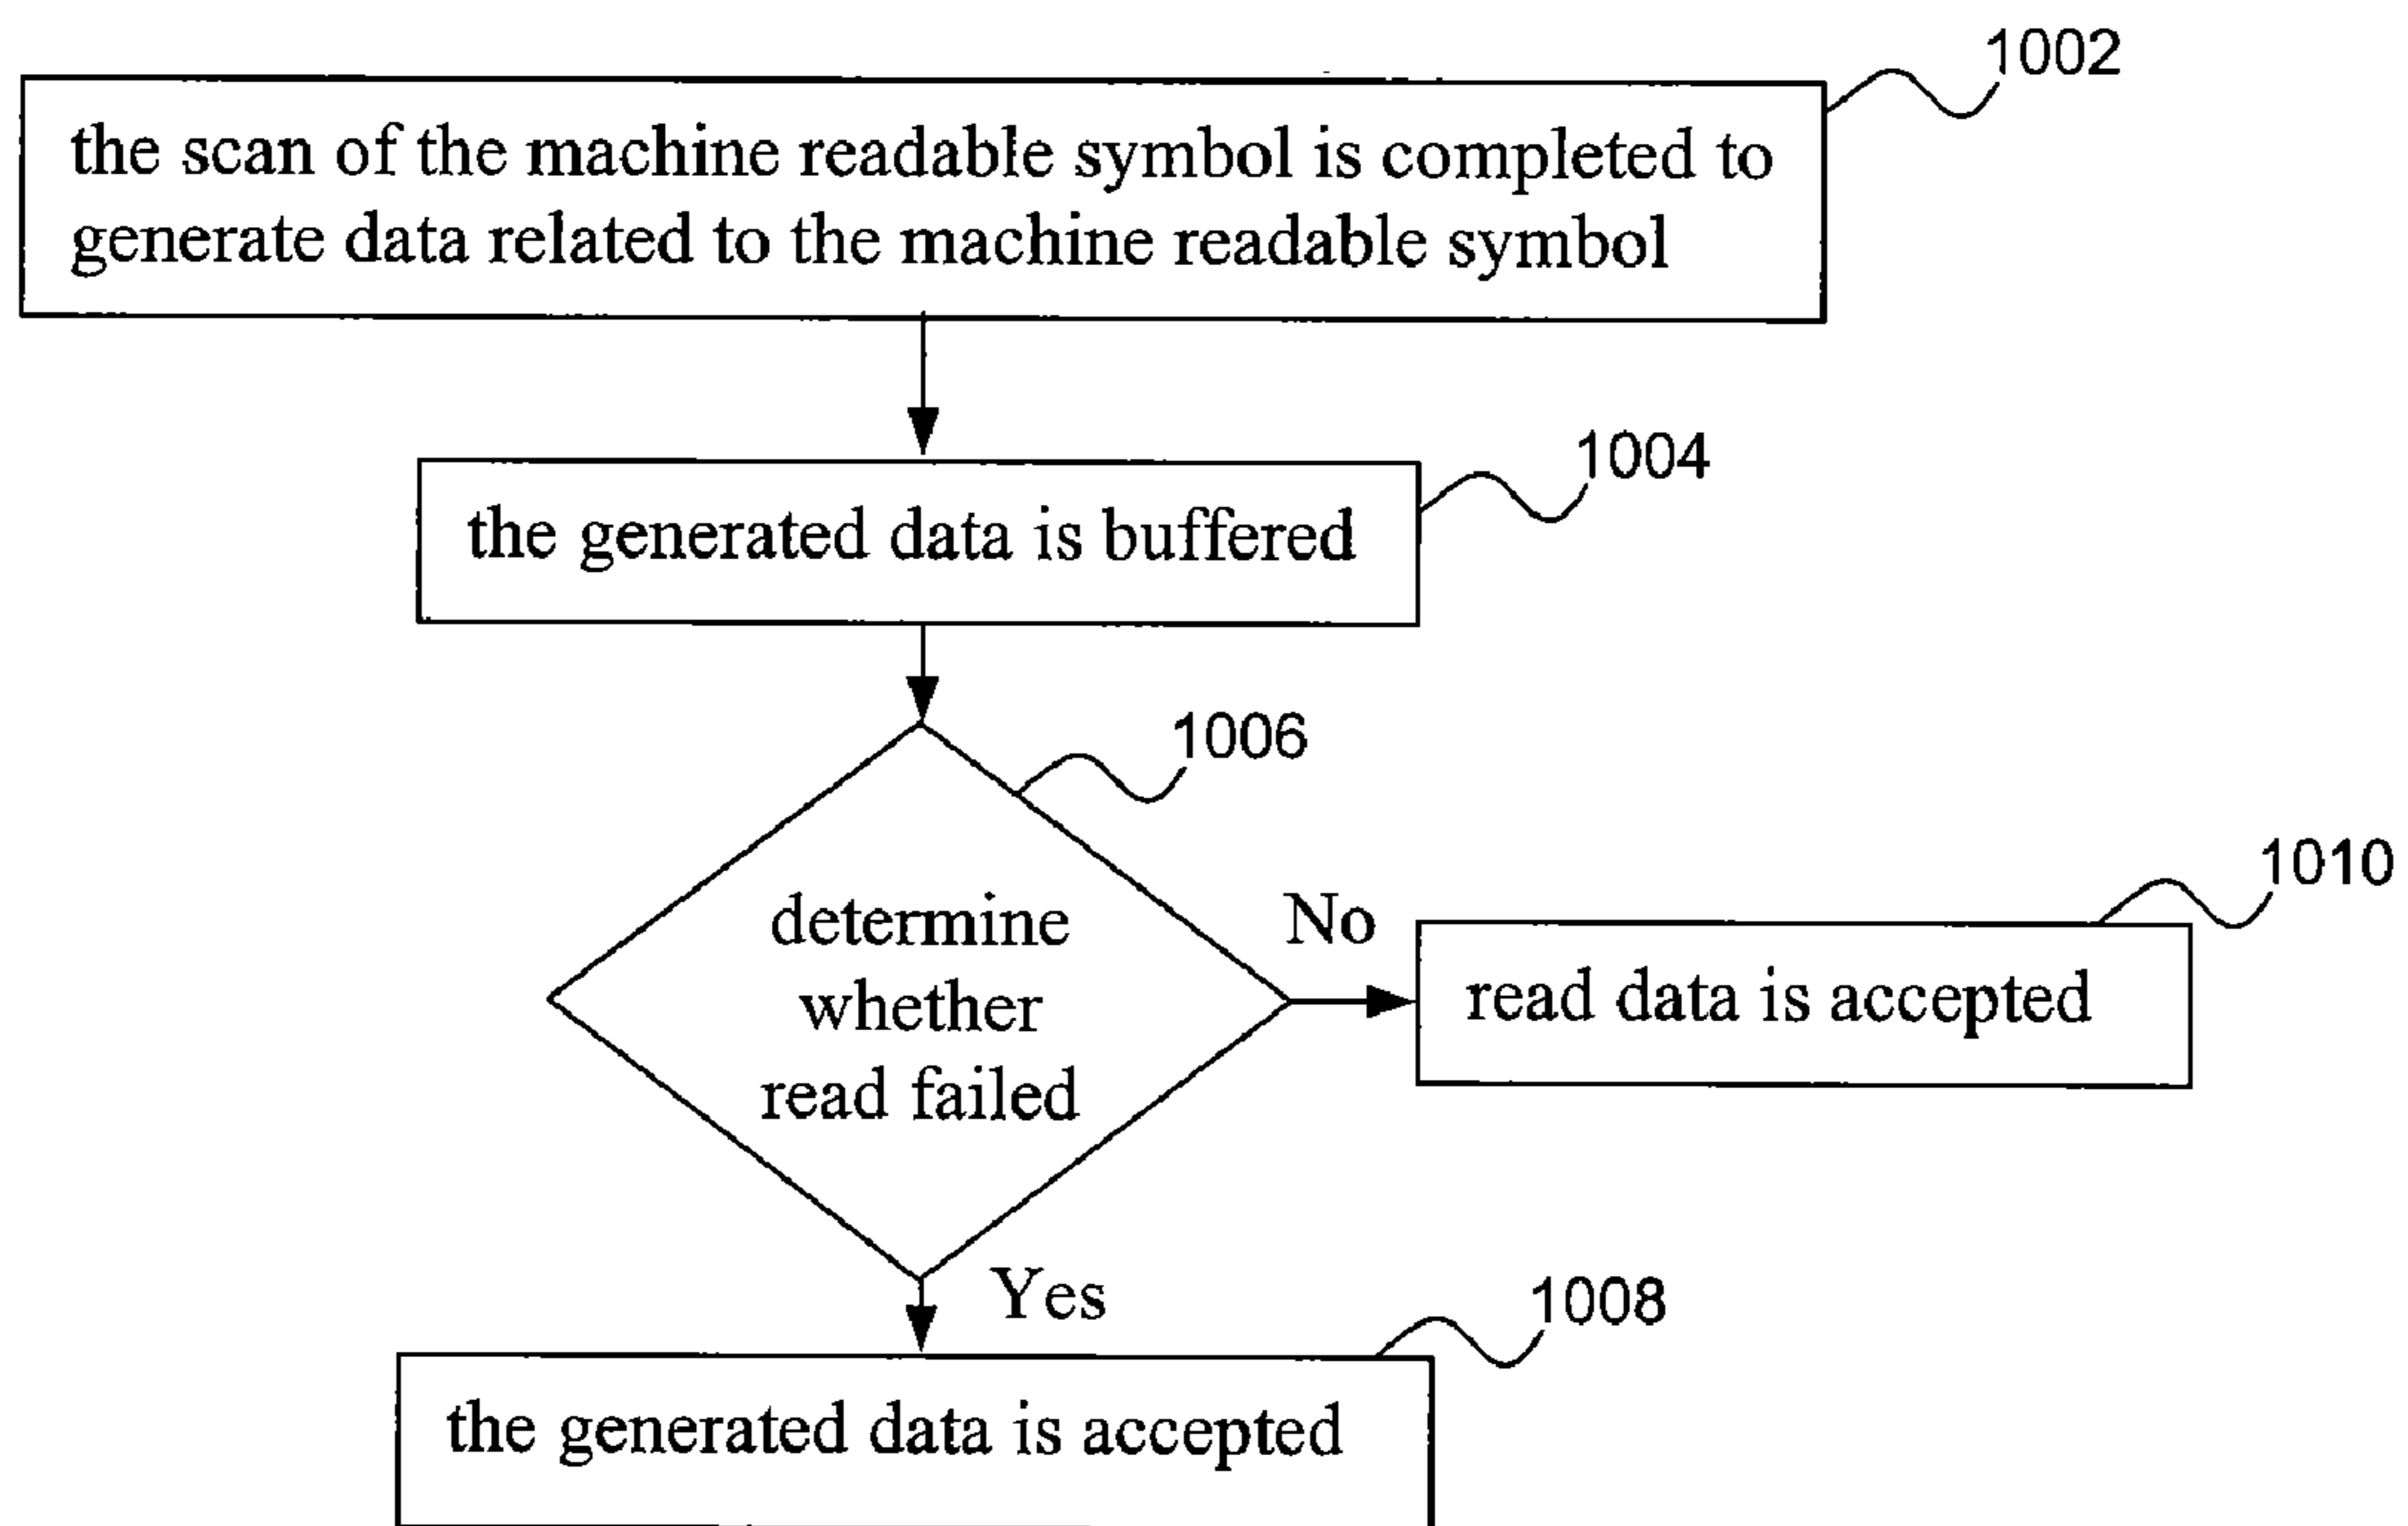 1002
the scan of the machine readable symbol is completed to
generate data related to the machine readable symbol
1004
the generated data is buffered
1006
determine
whether
read failed
No
1010
read data is accepted
Yes
1008
the generated data is accepted